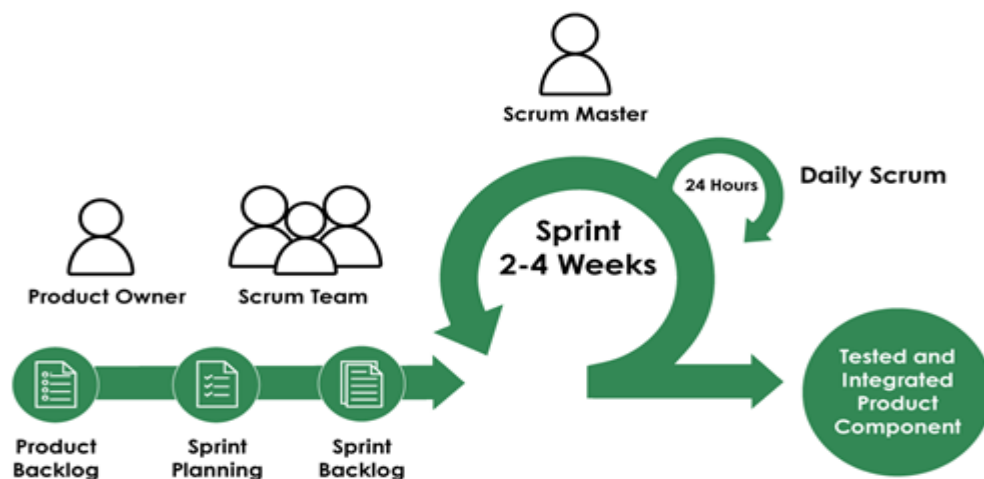 Scrum Master
24 Hours
Daily Scrum
Sprint
2-4 Weeks
Product Owner
Scrum Team
Product
Backlog
Sprint
Planning
Sprint
Backlog
Tested and
Integrated
Product
Component